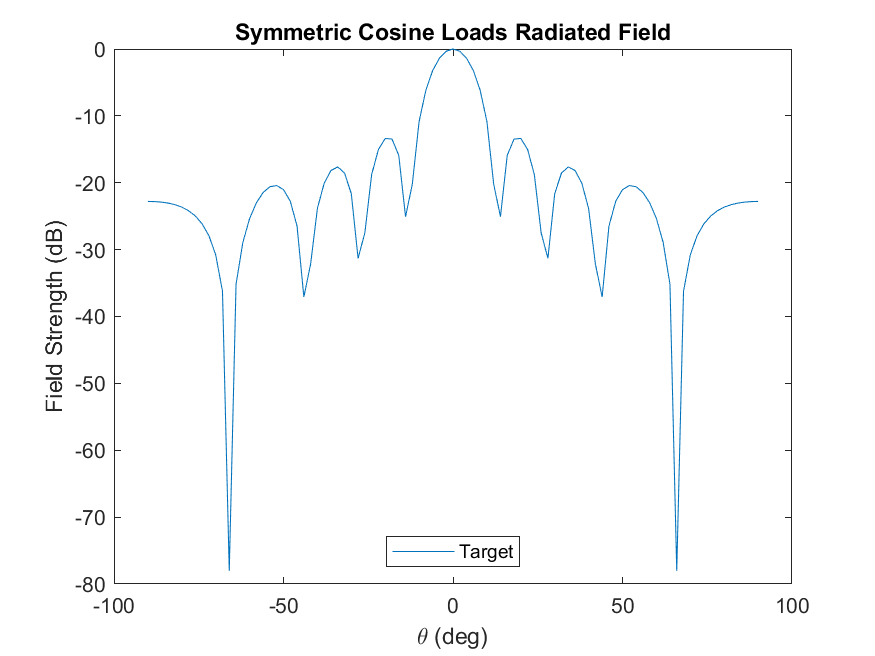 Symmetric Cosine Loads Radiated Field
0
-10
-20
-30
-40
-50
-60
-70
-80
Field Strength (dB)
Target
-100 -50 0 50 100
θ (deg)